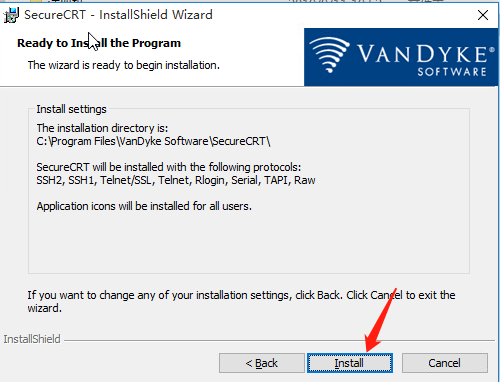 SecureCRT - InstallShield Wizard
Ready to Install the Program
The wizard is ready to begin installation.
VANDYKE
SOFTWARE
Install settings
The installation directory is:
C:\Program Files\VanDyke Software\SecureCRT\
SecureCRT will be installed with the following protocols:
SSH2, SSH1, Telnet/SSL, Telnet, Rlogin, Serial, TAPI, Raw
Application icons will be installed for all users.
If you want to change any of your installation settings, click Back. Click Cancel to exit the
wizard.
InstallShield
< Back
Install
Cancel